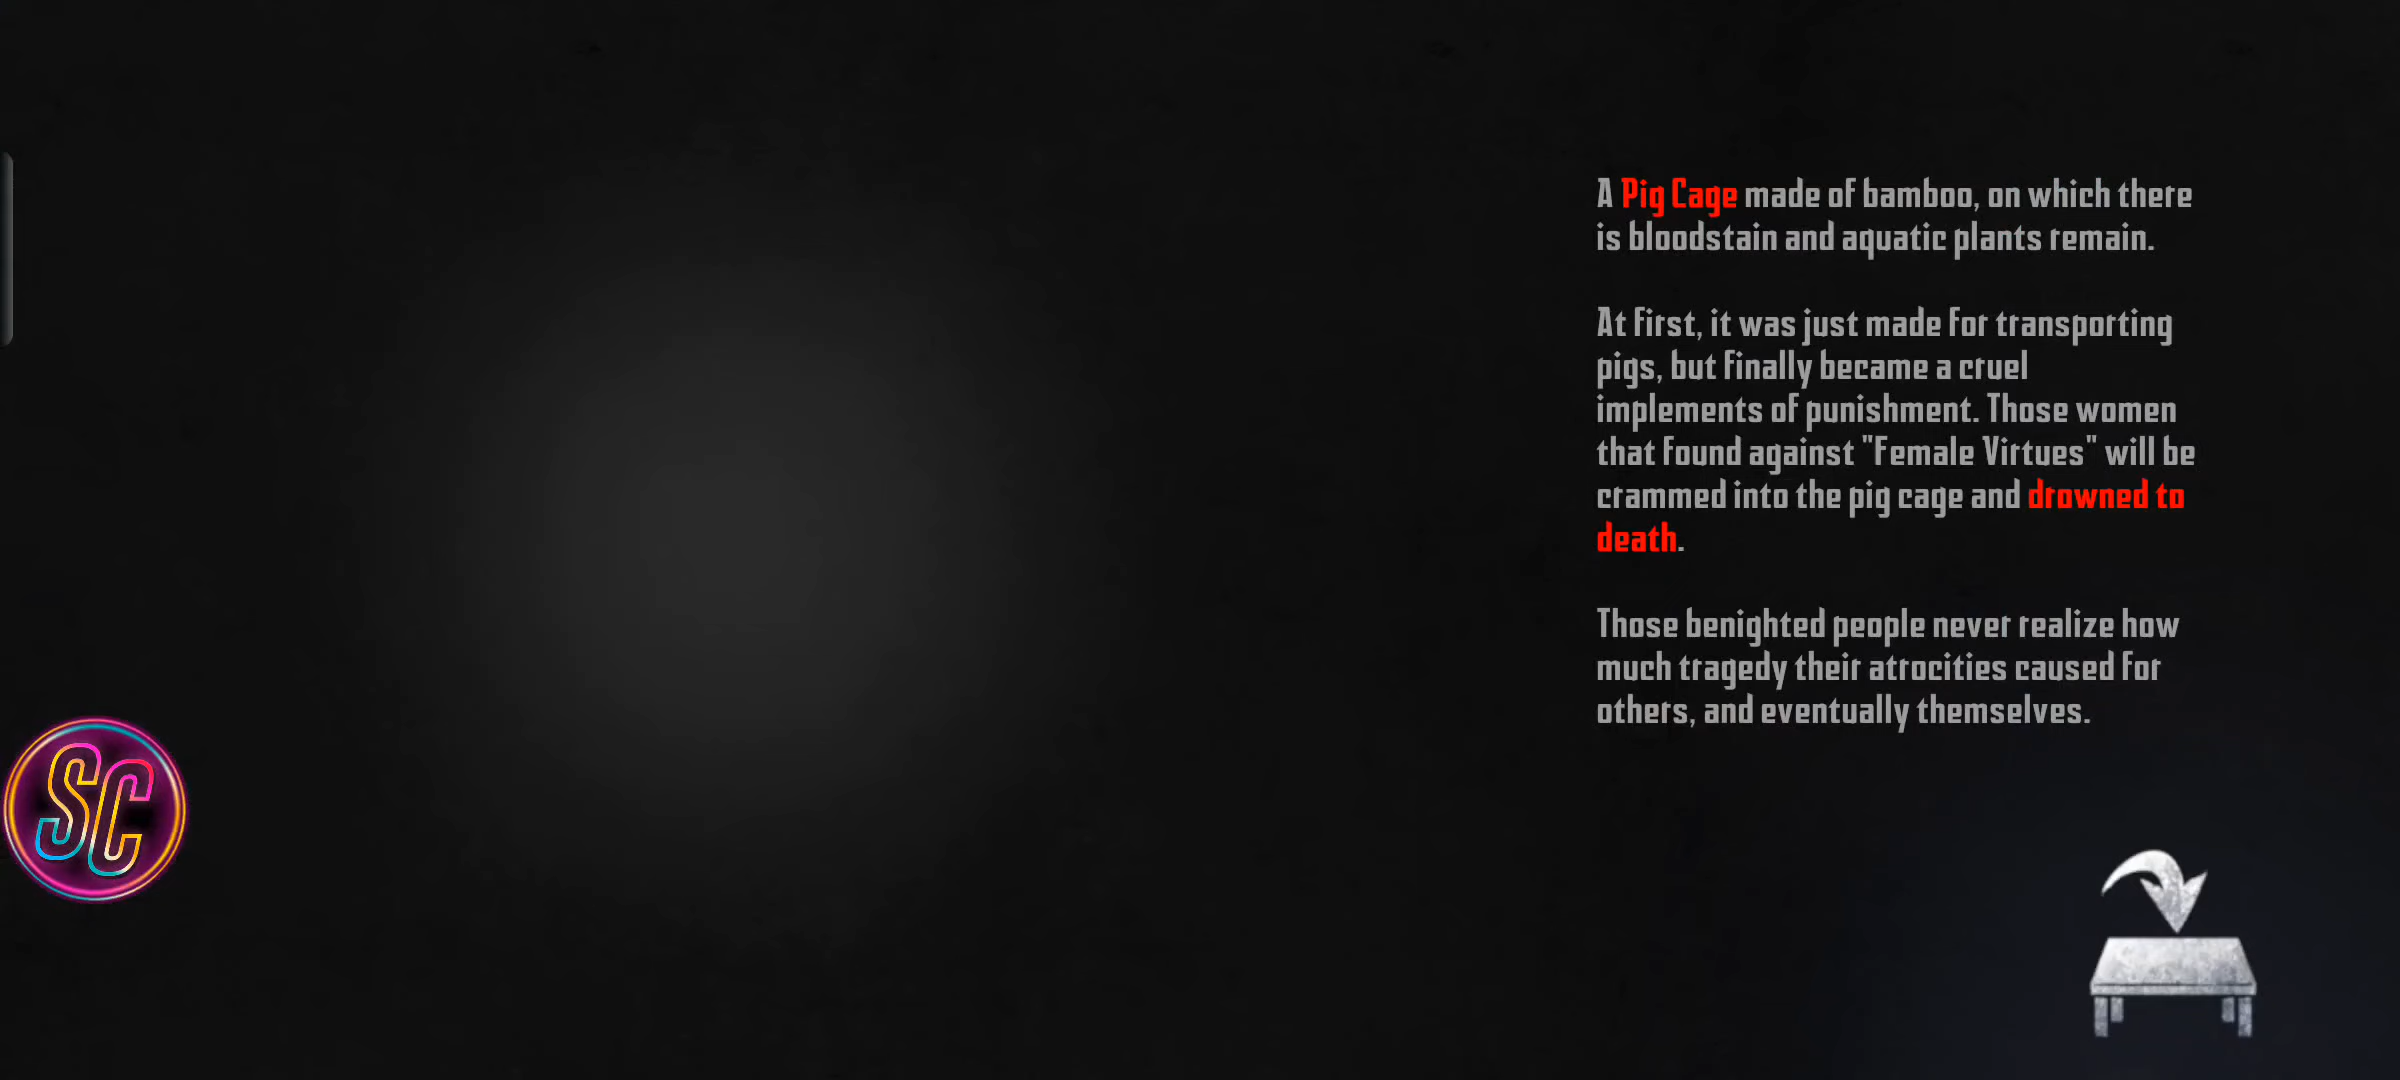 A Pig Cage made of bamboo, on which there
is bloodstain and aquatic plants remain.
At first, it was just made for transporting
pigs, but finally became a cruel
implements of punishment. Those women
that found against "Female Virtues" will be
crammed into the pig cage and drowned to
death.
Those benighted people never realize how
much tragedy their atrocities caused for
others, and eventually themselves.
SC